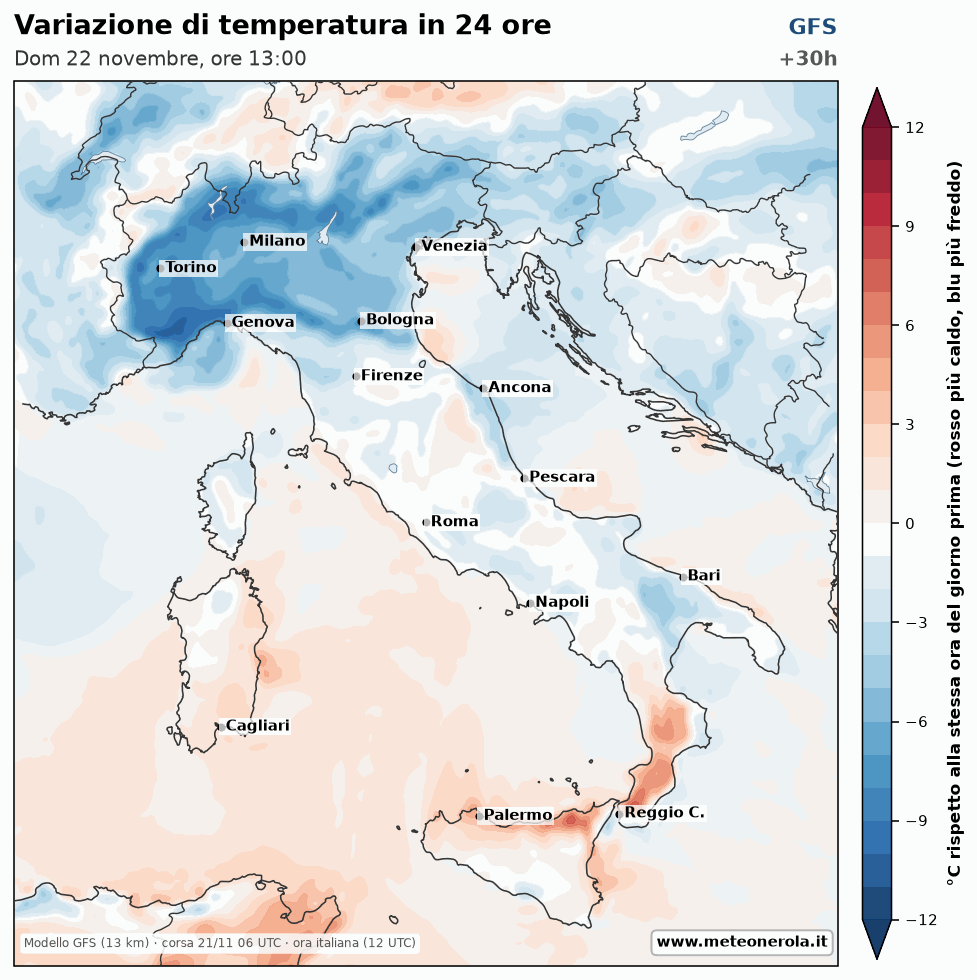 Variazione di temperatura in 24 ore
GFS
Dom 22 novembre, ore 13:00
+30h
Milano
Venezia
Torino
Genova
Bologna
Firenze
Ancona
Pescara
Roma
Bari
Napoli
Cagliari
Palermo
Reggio C.
12
9
6
3
0
−3
−6
−9
−12
°C rispetto alla stessa ora del giorno prima (rosso più caldo, blu più freddo)
Modello GFS (13 km) · corsa 21/11 06 UTC · ora italiana (12 UTC)
www.meteonerola.it